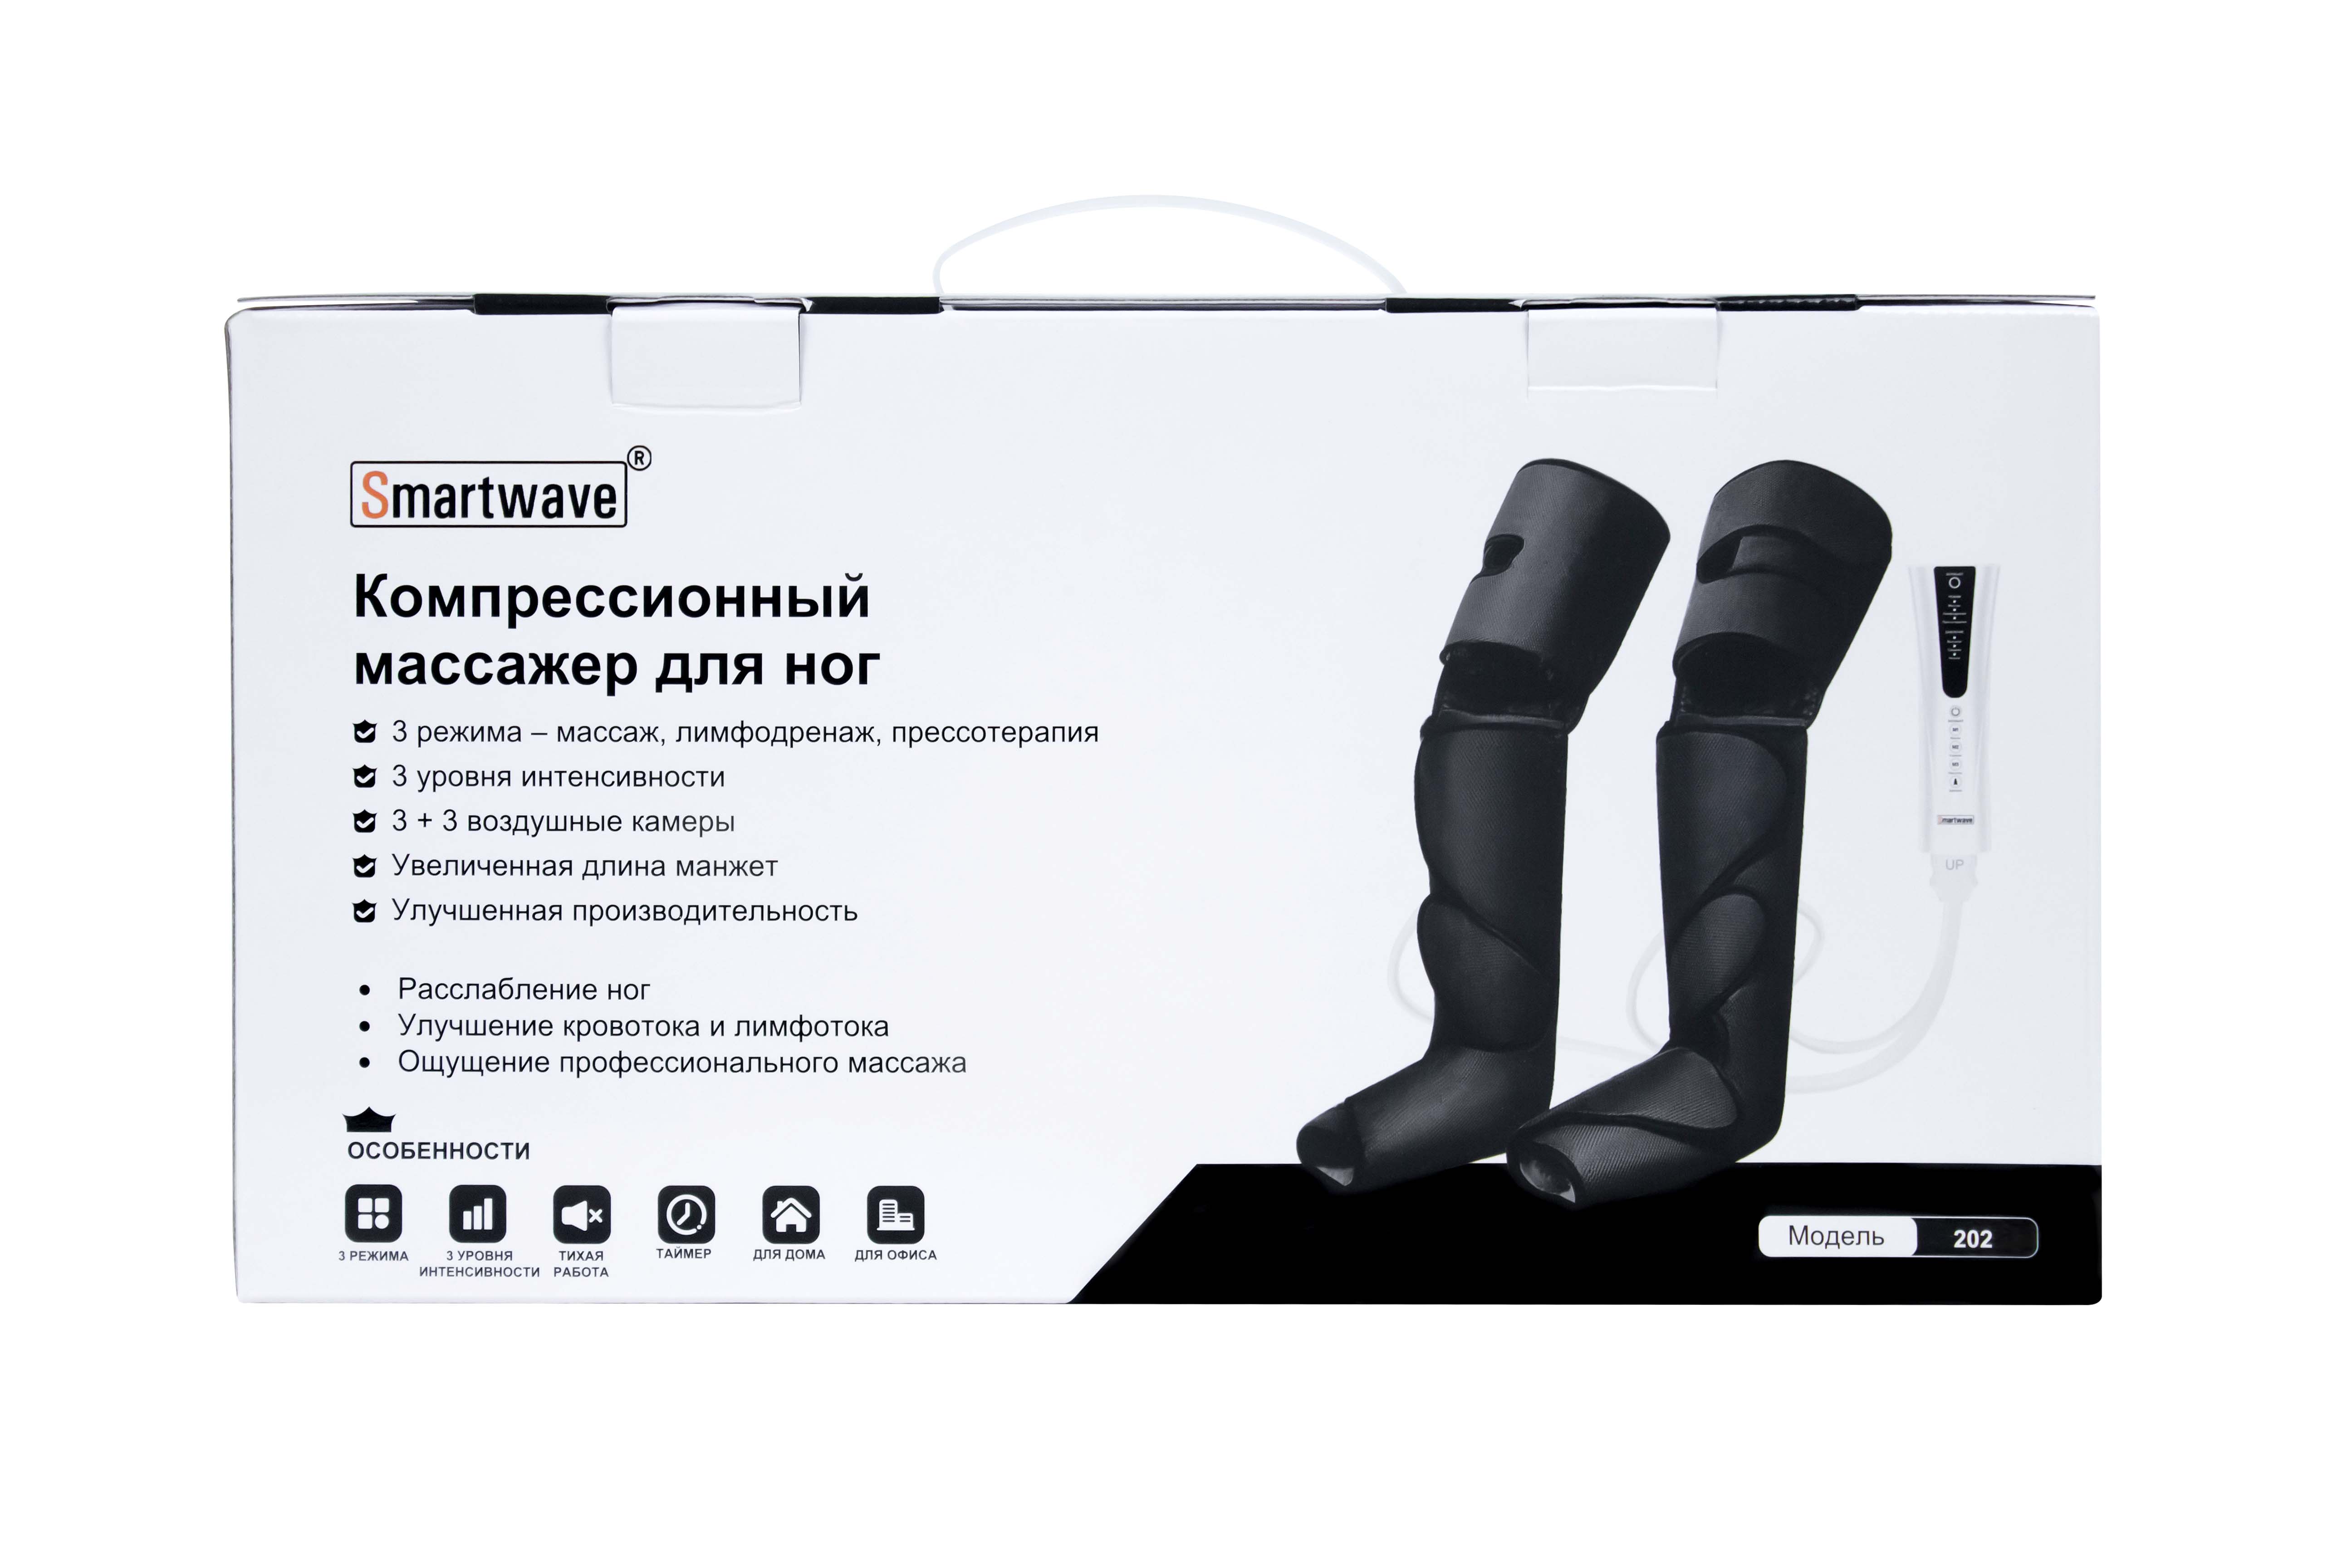 Smartwave®
Компрессионный
массажер для ног
3 режима – массаж, лимфодренаж, прессотерапия
3 уровня интенсивности
3 + 3 воздушные камеры
Увеличенная длина манжет
Улучшенная производительность
• Расслабление ног
• Улучшение кровотока и лимфотока
• Ощущение профессионального массажа
ОСОБЕННОСТИ
3 РЕЖИМА
3 УРОВНЯ
ИНТЕНСИВНОСТИ
ТИХАЯ
РАБОТА
ТАЙМЕР
ДЛЯ ДОМА
ДЛЯ ОФИСА
Smartwave
UP
Модель 202